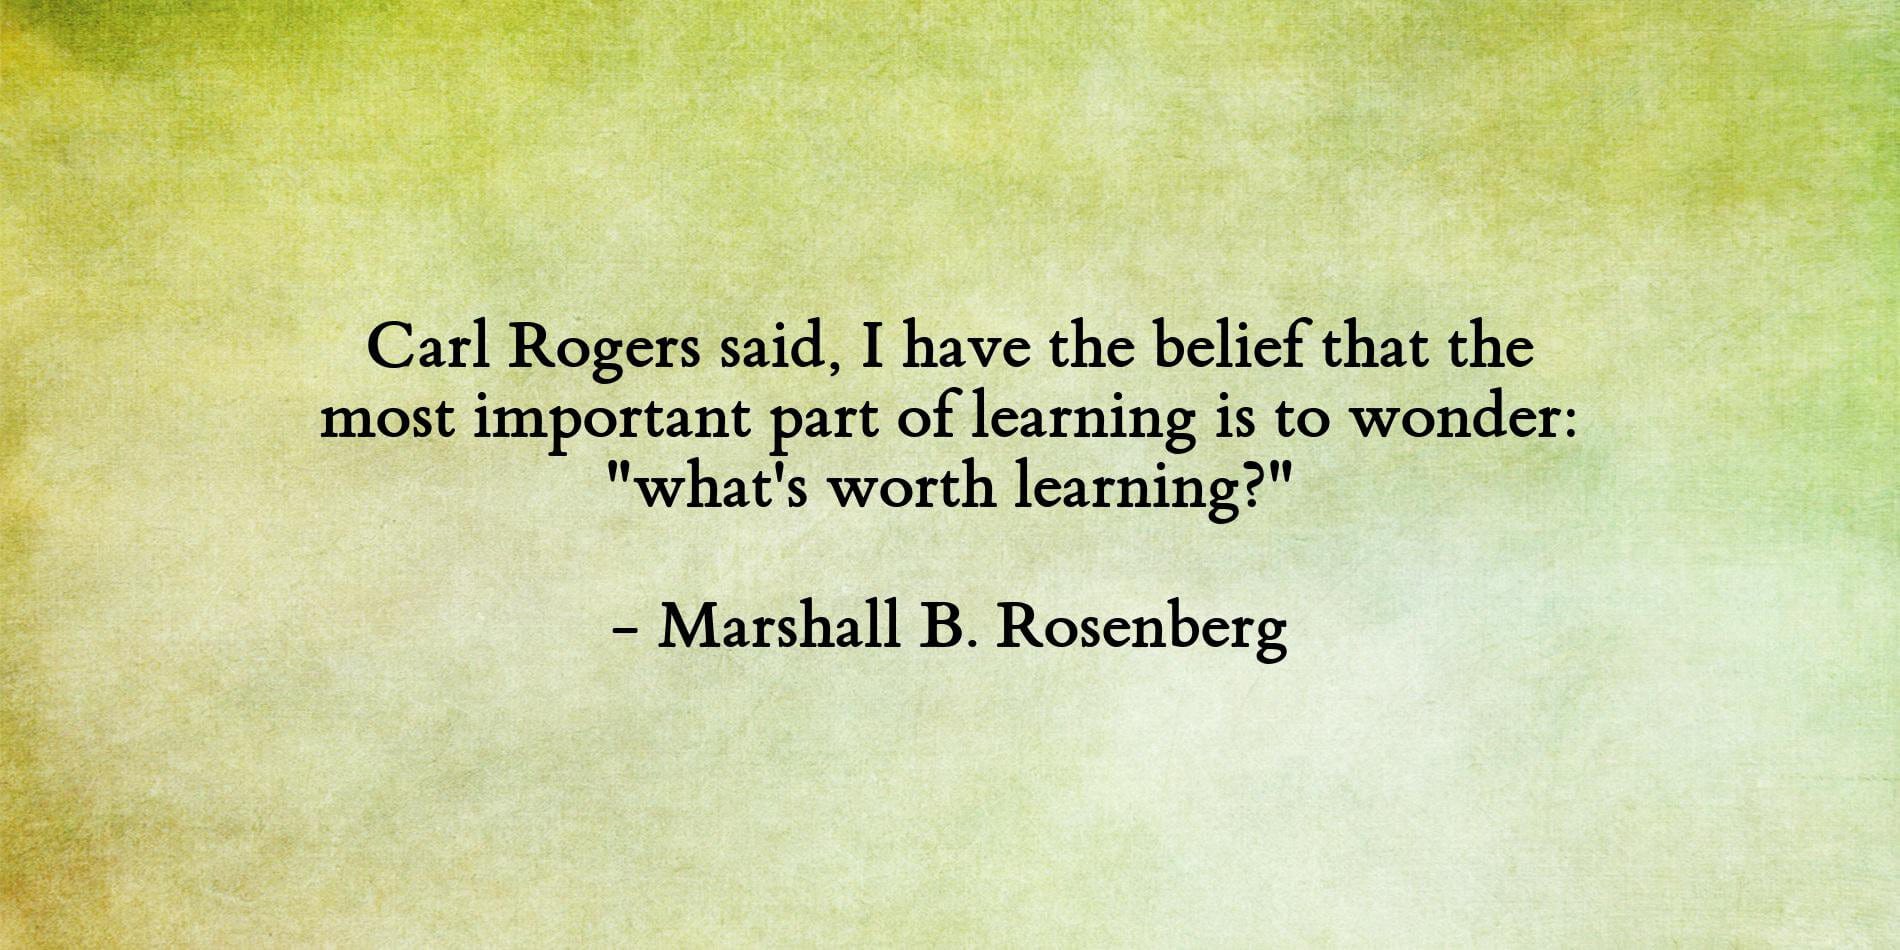 Carl Rogers said, I have the belief that the
most important part of learning is to wonder:
"what's worth learning?"
- Marshall B. Rosenberg